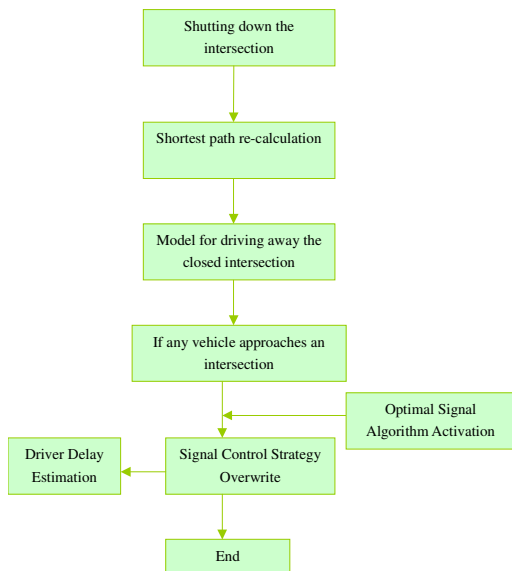 Shutting down the
intersection
Shortest path re-calculation
Model for driving away the
closed intersection
If any vehicle approaches an
intersection
Optimal Signal
Algorithm Activation
Driver Delay
Estimation
Signal Control Strategy
Overwrite
End